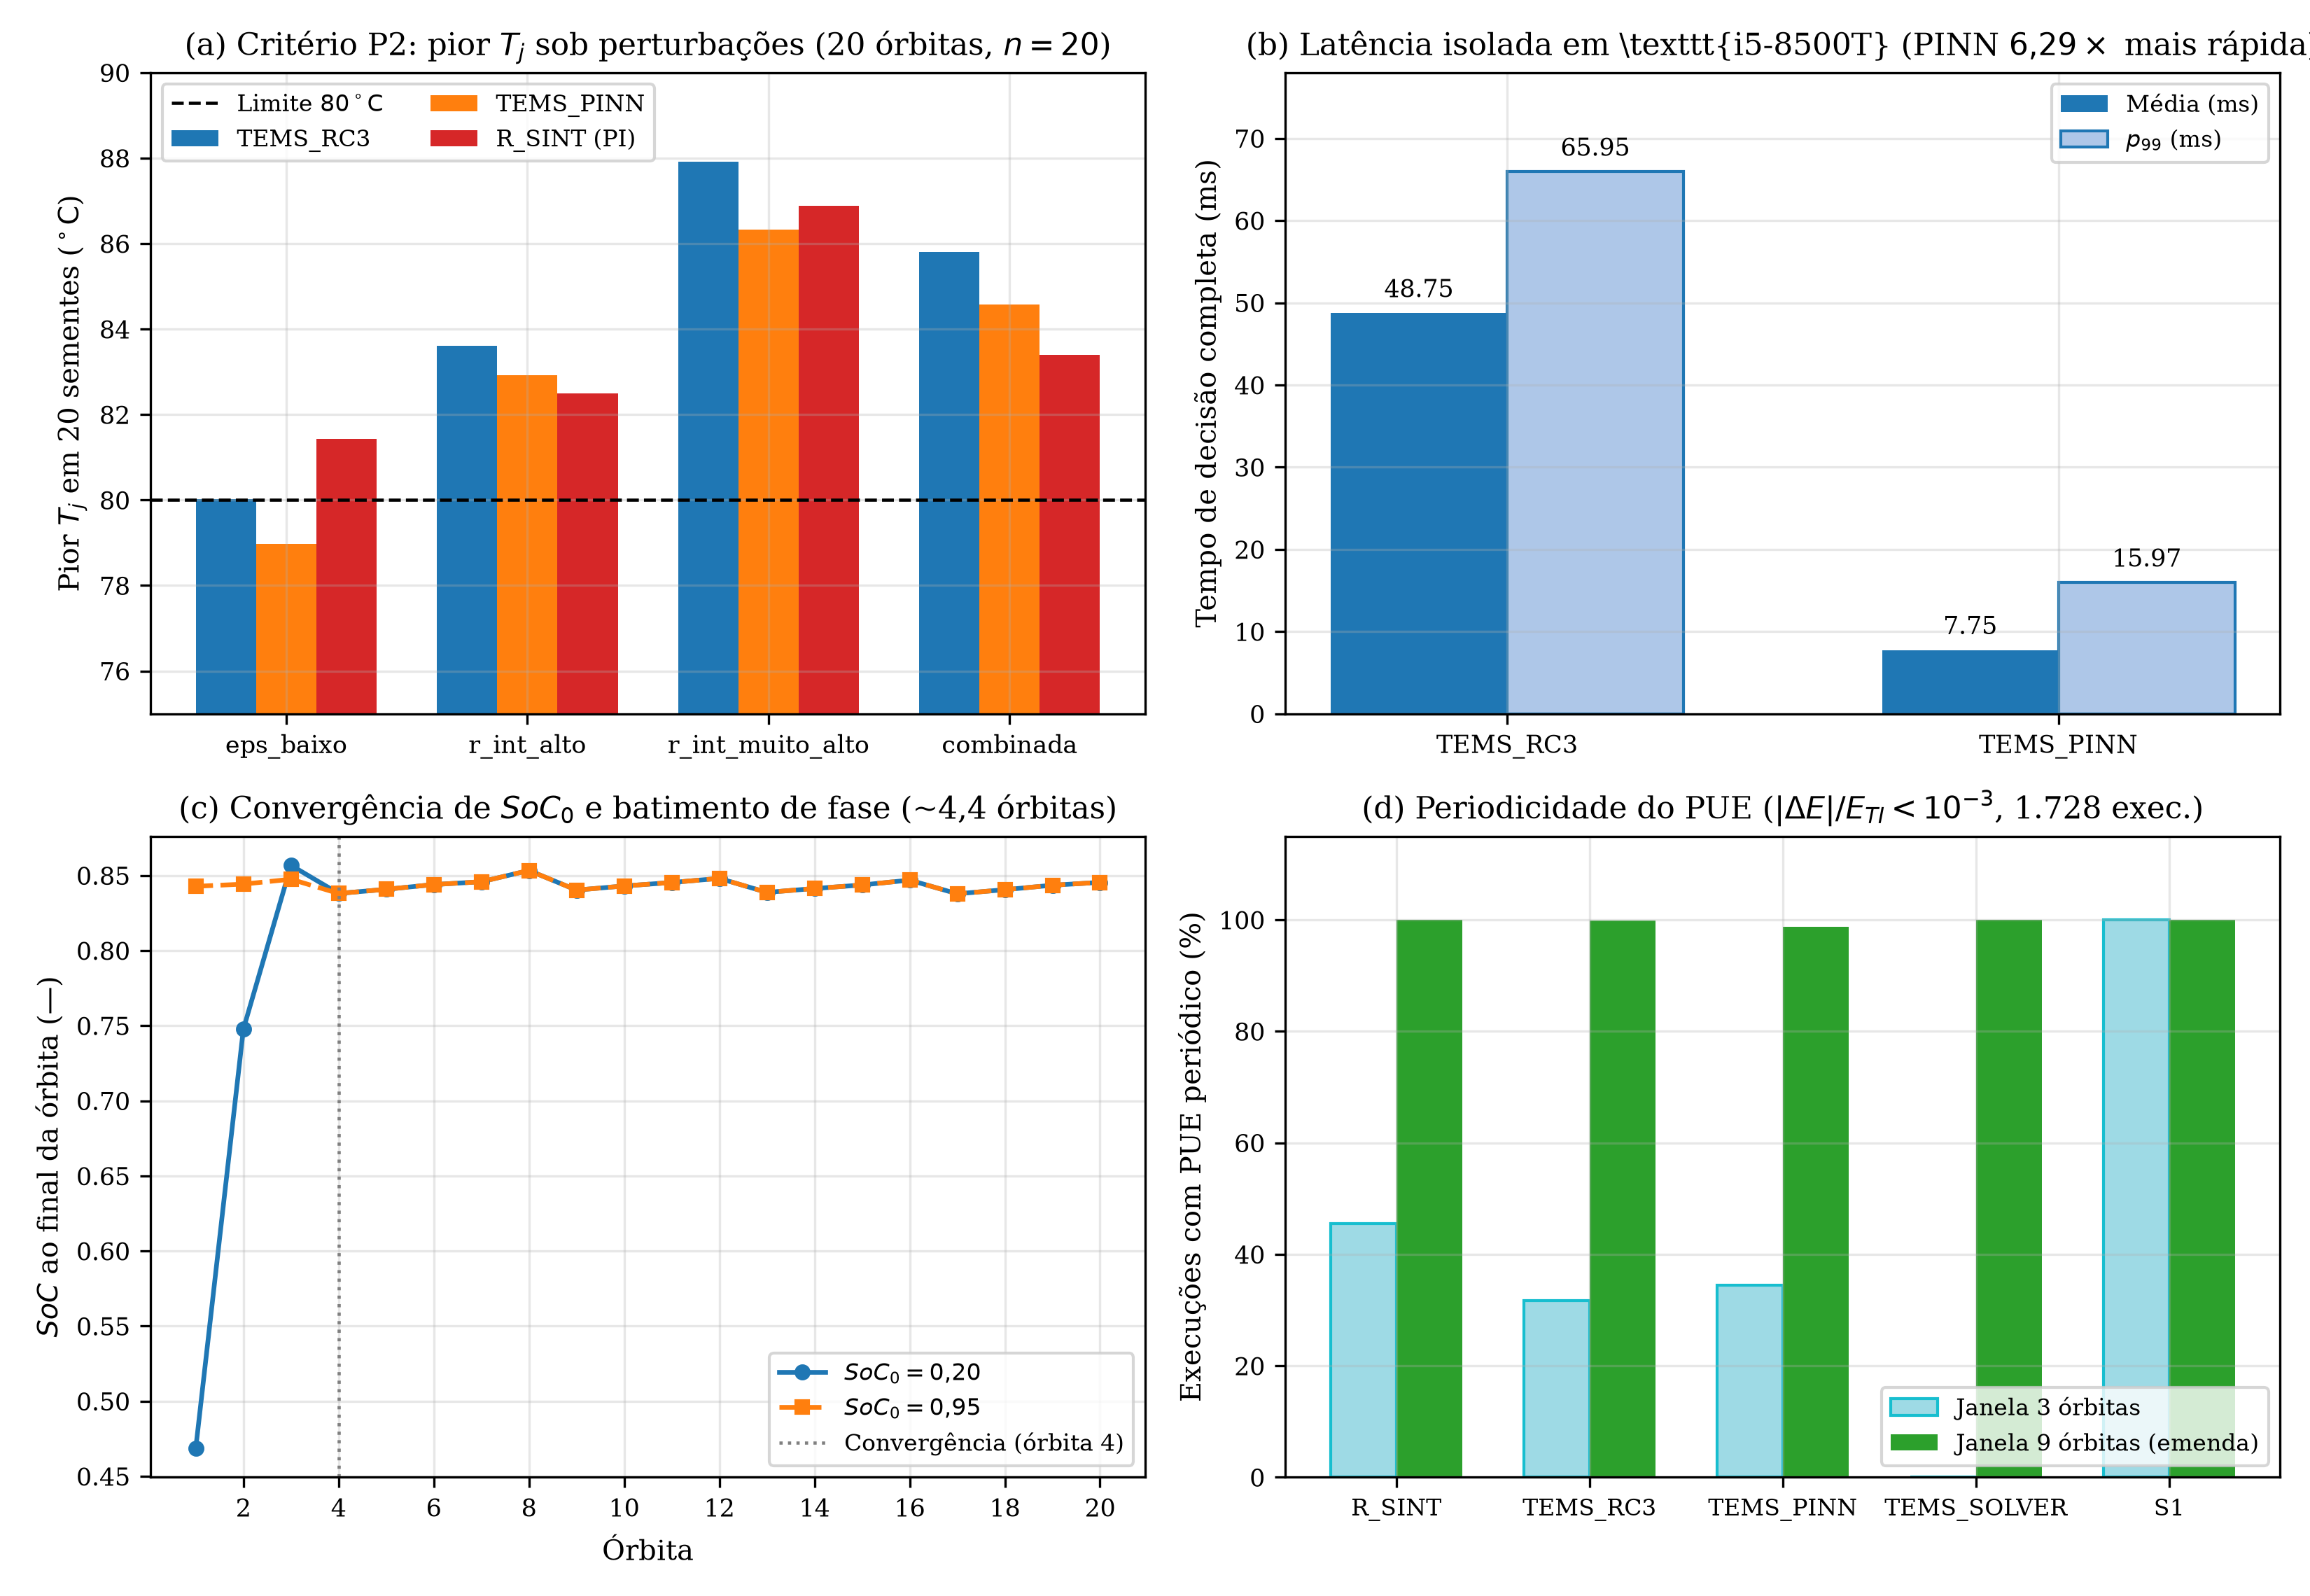 (a) Critério P2: pior T_j sob perturbações (20 órbitas, n = 20)
Pior T_j em 20 sementes (°C)
90
88
86
84
82
80
78
76
Limite 80°C
TEMS_RC3
TEMS_PINN
R_SINT (PI)
eps_baixo
r_int_alto
r_int_muito_alto
combinada
(b) Latência isolada em \texttt{i5-8500T} (PINN 6,29× mais rápida)
Tempo de decisão completa (ms)
70
60
50
40
30
20
10
0
Média (ms)
p99 (ms)
48.75
65.95
7.75
15.97
TEMS_RC3
TEMS_PINN
(c) Convergência de SoC₀ e batimento de fase (~4,4 órbitas)
SoC ao final da órbita (—)
0.85
0.80
0.75
0.70
0.65
0.60
0.55
0.50
0.45
SoC₀ = 0,20
SoC₀ = 0,95
Convergência (órbita 4)
2 4 6 8 10 12 14 16 18 20
Órbita
(d) Periodicidade do PUE (|ΔE|/E_TI < 10⁻³, 1.728 exec.)
Execuções com PUE periódico (%)
100
80
60
40
20
0
Janela 3 órbitas
Janela 9 órbitas (emenda)
R_SINT
TEMS_RC3
TEMS_PINN
TEMS_SOLVER
S1